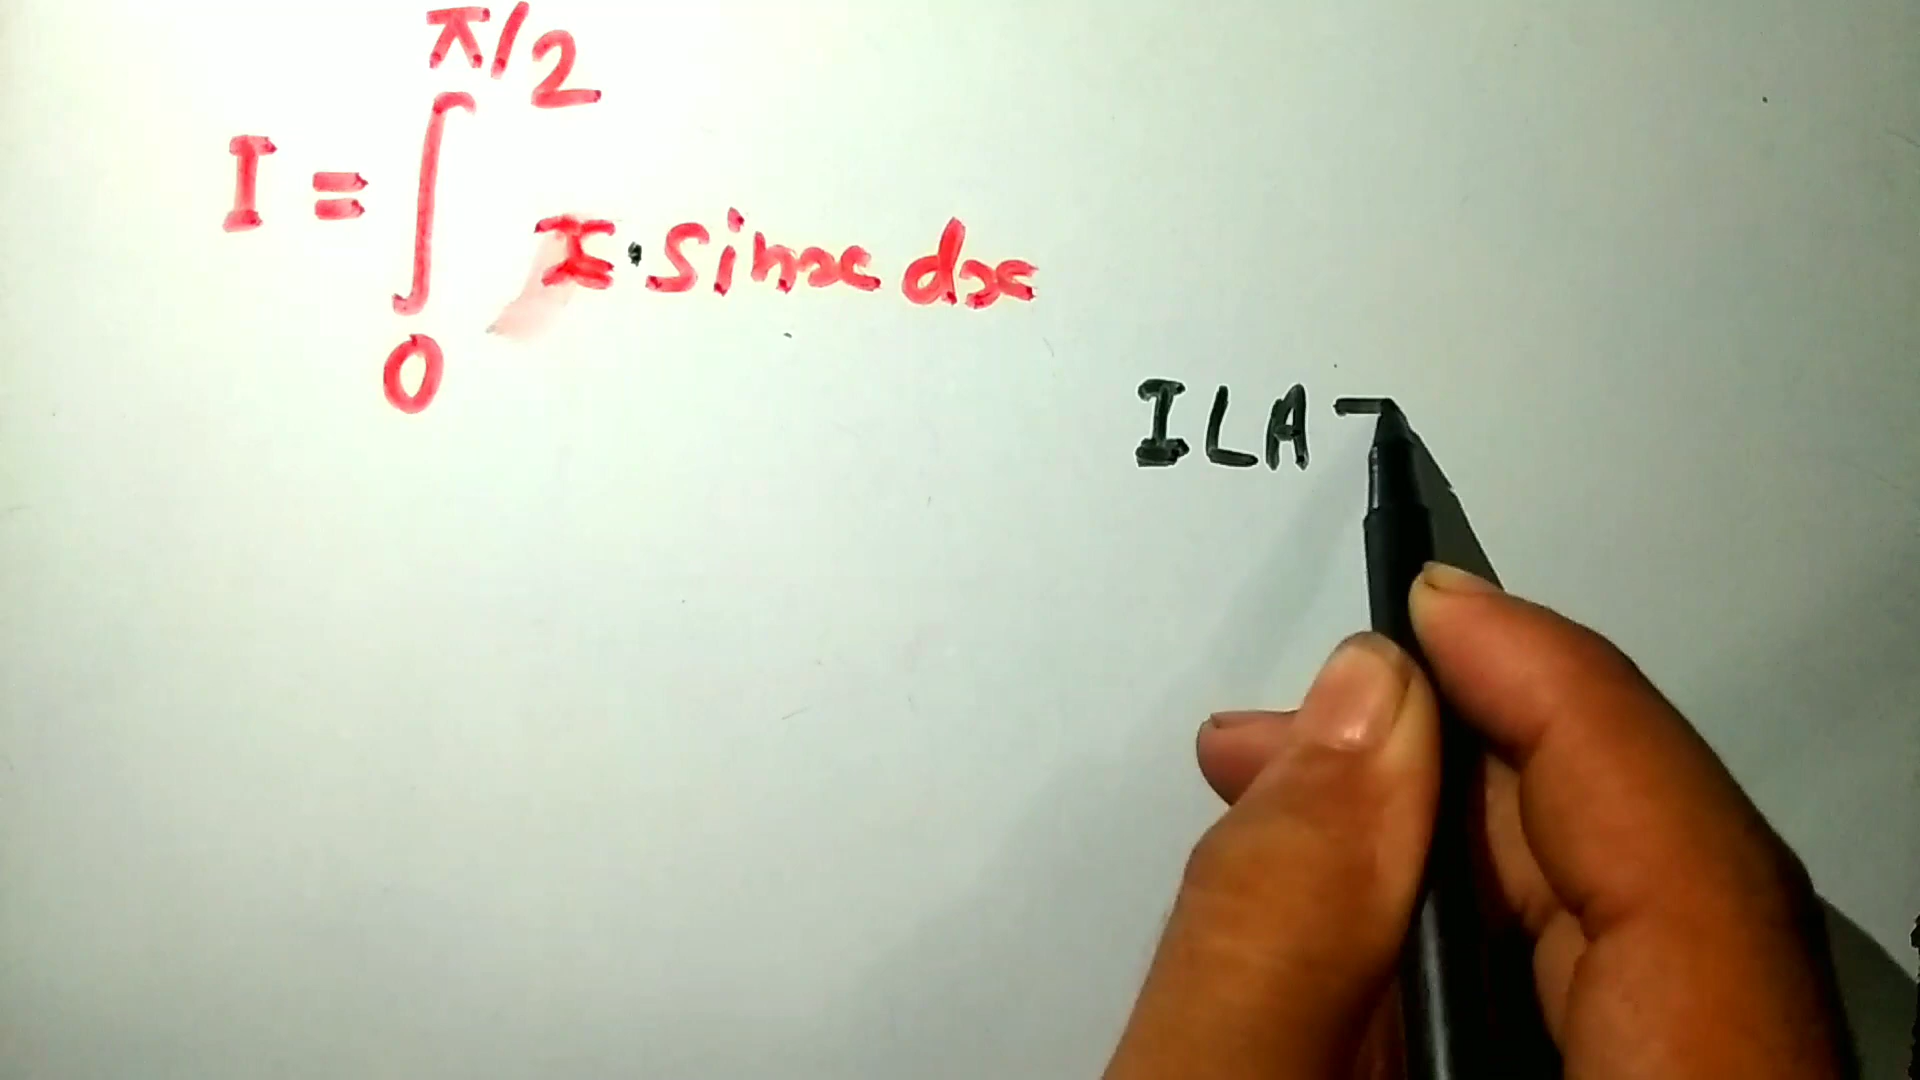 I = ∫₀^π/2 x · sinx dx
ILA